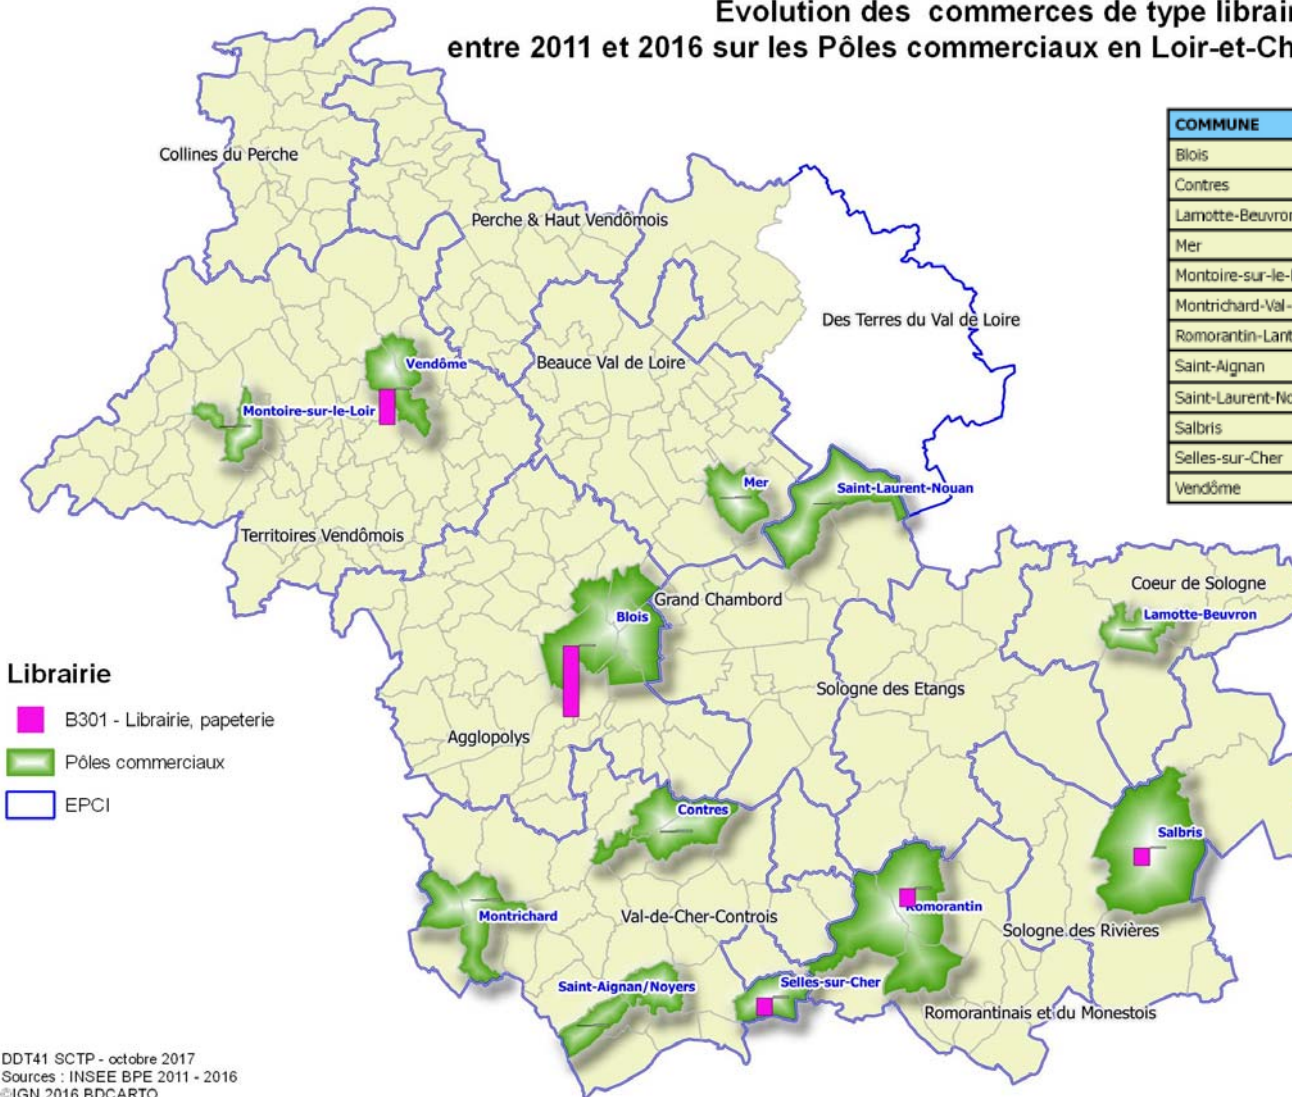 Evolution des commerces de type librair
entre 2011 et 2016 sur les Pôles commerciaux en Loir-et-Ch
COMMUNE
Blois
Contres
Lamotte-Beuvron
Mer
Montoire-sur-le-
Montrichard-Val-
Romorantin-Lant
Saint-Aignan
Saint-Laurent-No
Salbris
Selles-sur-Cher
Vendôme
Collines du Perche
Perche & Haut Vendômois
Des Terres du Val de Loire
Vendôme
Beauce Val de Loire
Montoire-sur-le-Loir
Mer
Saint-Laurent-Nouan
Territoires Vendômois
Coeur de Sologne
Grand Chambord
Lamotte-Beuvron
Blois
Sologne des Etangs
Agglopolys
Contres
Salbris
Romorantin
Montrichard
Val-de-Cher-Controis
Sologne des Rivières
Saint-Aignan/Noyers
Selles-sur-Cher
Romorantinais et du Monestois
Librairie
B301 - Librairie, papeterie
Pôles commerciaux
EPCI
DDT41 SCTP - octobre 2017
Sources : INSEE BPE 2011 - 2016
©IGN 2016 BDCARTO